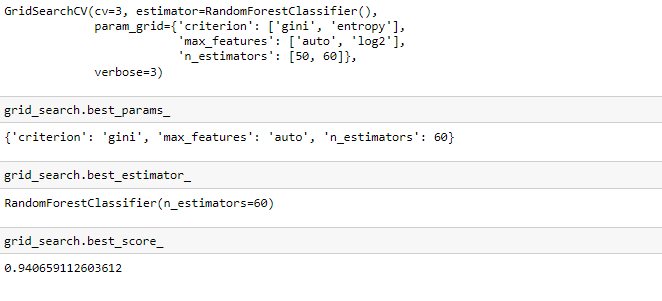 GridSearchCV(cv=3, estimator=RandomForestClassifier(),
             param_grid={'criterion': ['gini', 'entropy'],
                         'max_features': ['auto', 'log2'],
                         'n_estimators': [50, 60]},
             verbose=3)
grid_search.best_params_
{'criterion': 'gini', 'max_features': 'auto', 'n_estimators': 60}
grid_search.best_estimator_
RandomForestClassifier(n_estimators=60)
grid_search.best_score_
0.940659112603612